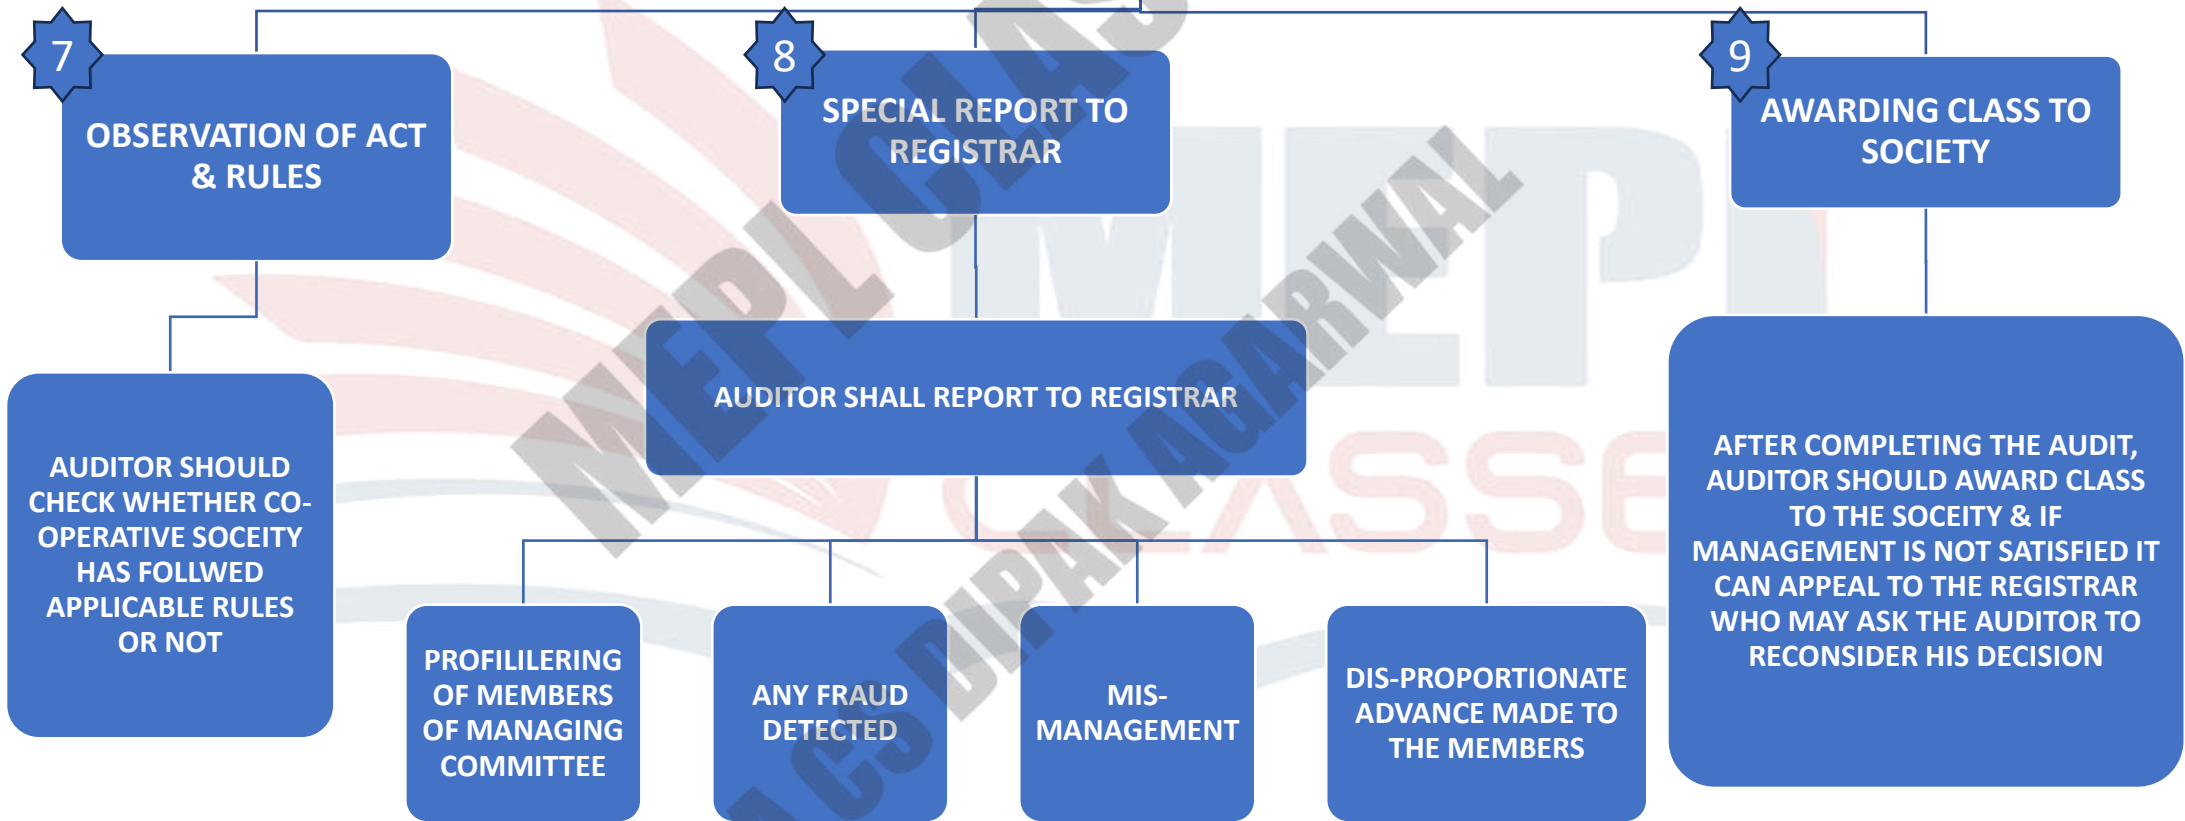 7
OBSERVATION OF ACT
& RULES
8
SPECIAL REPORT TO
REGISTRAR
9
AWARDING CLASS TO
SOCIETY
AUDITOR SHOULD
CHECK WHETHER CO-
OPERATIVE SOCEITY
HAS FOLLWED
APPLICABLE RULES
OR NOT
AUDITOR SHALL REPORT TO REGISTRAR
PROFILILERING
OF MEMBERS
OF MANAGING
COMMITTEE
ANY FRAUD
DETECTED
MIS-
MANAGEMENT
DIS-PROPORTIONATE
ADVANCE MADE TO
THE MEMBERS
AFTER COMPLETING THE AUDIT,
AUDITOR SHOULD AWARD CLASS
TO THE SOCEITY & IF
MANAGEMENT IS NOT SATISFIED IT
CAN APPEAL TO THE REGISTRAR
WHO MAY ASK THE AUDITOR TO
RECONSIDER HIS DECISION
MEPL CLAS
CS DIPAK AGARWAL
MEPL
CLASSE